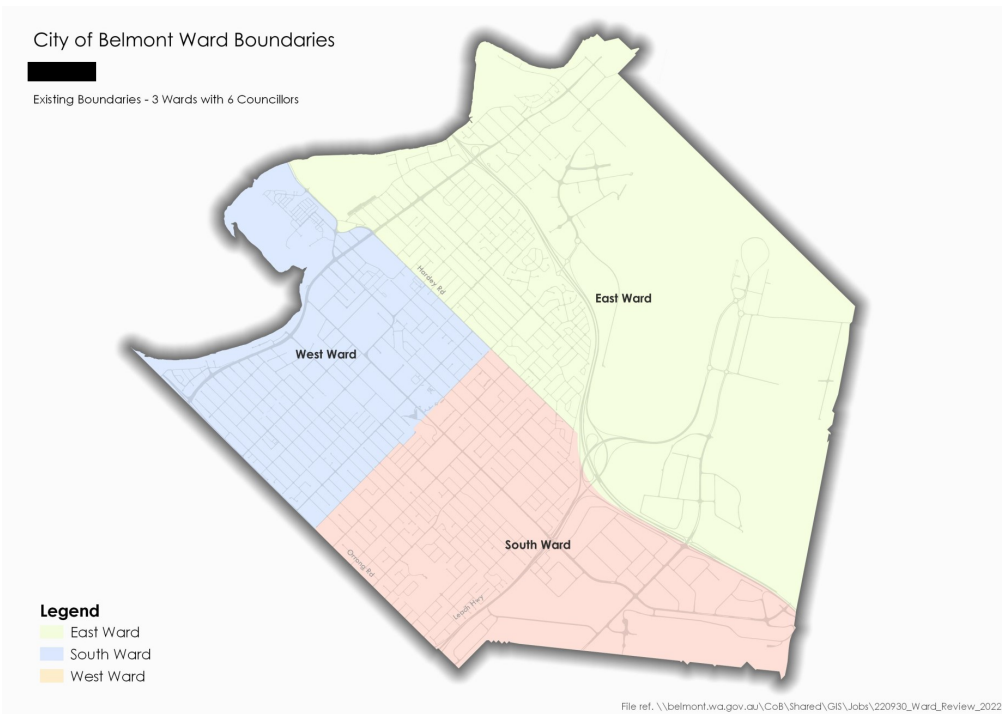 City of Belmont Ward Boundaries
Existing Boundaries - 3 Wards with 6 Councillors
Hardey Rd
East Ward
West Ward
South Ward
Orrong Rd
Leach Hwy
Legend
East Ward
South Ward
West Ward
File ref. \\belmont.wa.gov.au\CoB\Shared\GIS\Jobs\220930_Ward_Review_2022